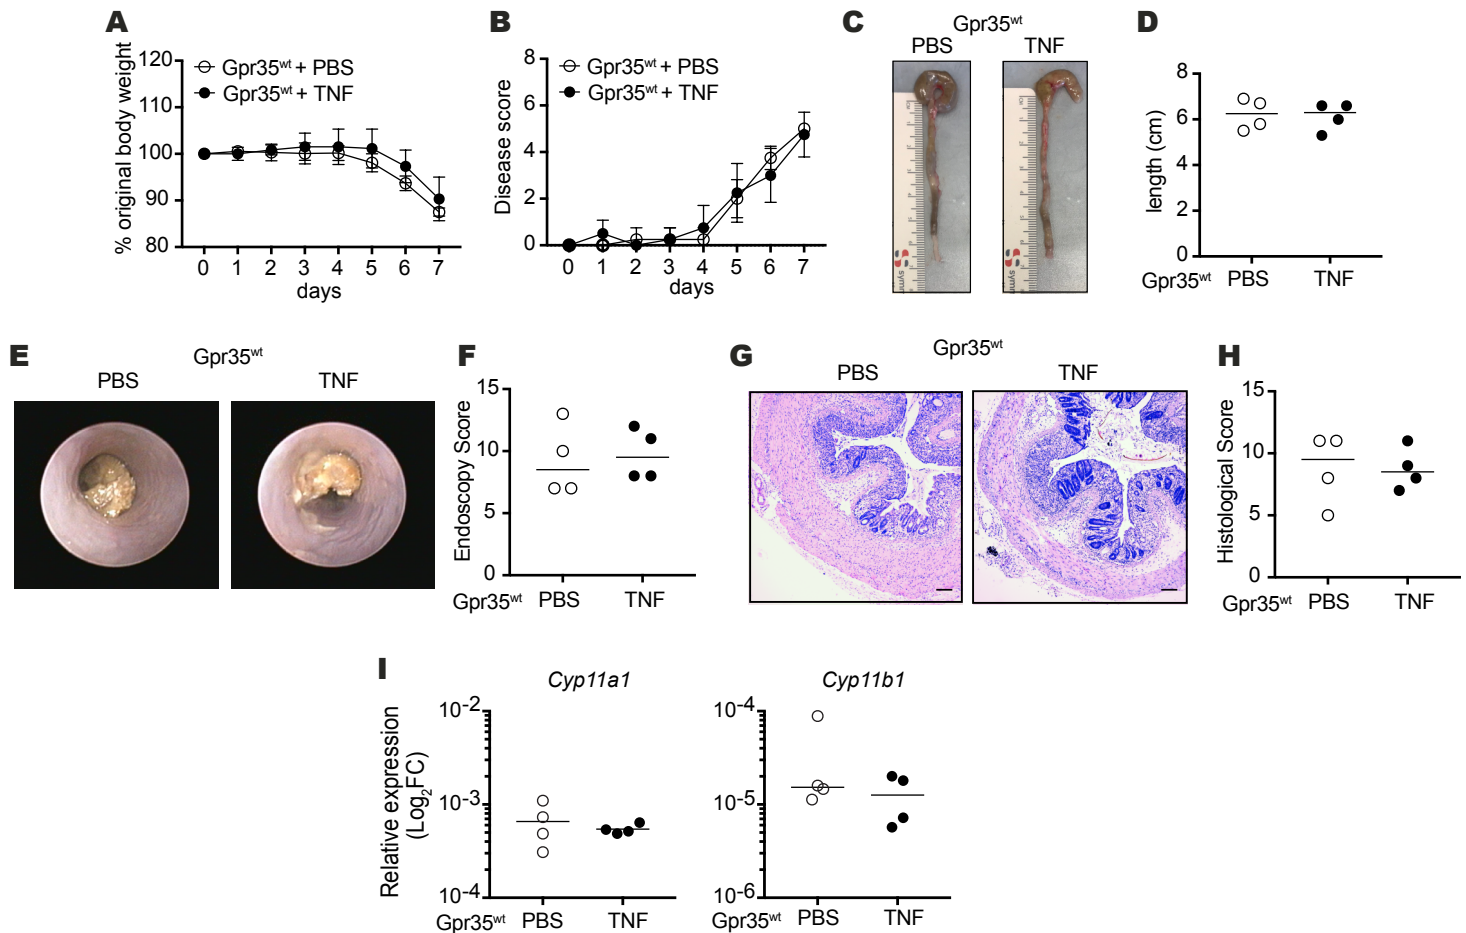 A
% original body weight
120
110
100
90
80
Gpr35wt + PBS
Gpr35wt + TNF
0 1 2 3 4 5 6 7
days
B
Disease score
8
6
4
2
0
Gpr35wt + PBS
Gpr35wt + TNF
0 1 2 3 4 5 6 7
days
C
Gpr35wt
PBS TNF
symm
symm
D
length (cm)
8
6
4
2
0
Gpr35wt PBS TNF
E
Gpr35wt
PBS TNF
F
Endoscopy Score
15
10
5
0
Gpr35wt PBS TNF
G
Gpr35wt
PBS TNF
H
Histological Score
15
10
5
0
Gpr35wt PBS TNF
I
Relative expression
(Log2FC)
Cyp11a1
10-2
10-3
10-4
Gpr35wt PBS TNF
Cyp11b1
10-4
10-5
10-6
Gpr35wt PBS TNF